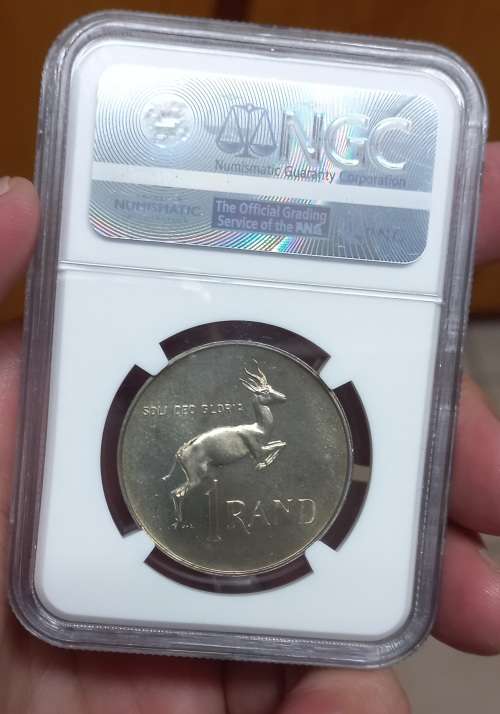 NGC
Numismatic Guaranty Corporation
NUMISMATIC
The Official Grading
Service of the ANA
SOLI DEO GLORIA
1 RAND